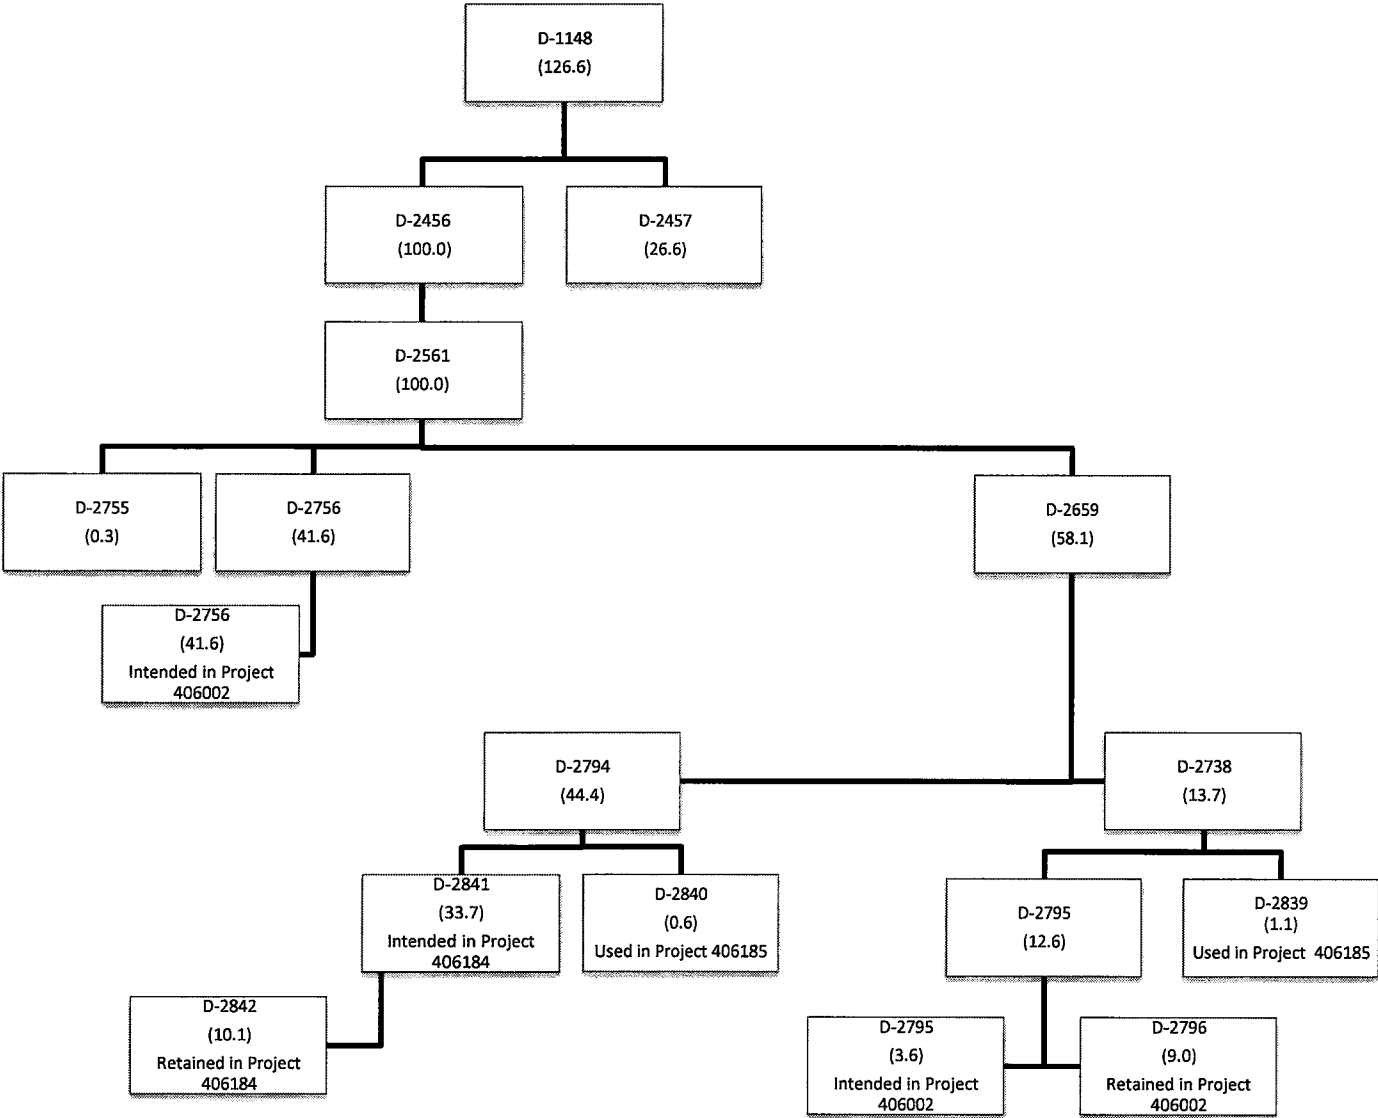 D-1148
(126.6)
D-2456
(100.0)
D-2457
(26.6)
D-2561
(100.0)
D-2755
(0.3)
D-2756
(41.6)
D-2659
(58.1)
D-2756
(41.6)
Intended in Project
406002
D-2794
(44.4)
D-2738
(13.7)
D-2841
(33.7)
Intended in Project
406184
D-2840
(0.6)
Used in Project 406185
D-2795
(12.6)
D-2839
(1.1)
Used in Project 406185
D-2842
(10.1)
Retained in Project
406184
D-2795
(3.6)
Intended in Project
406002
D-2796
(9.0)
Retained in Project
406002